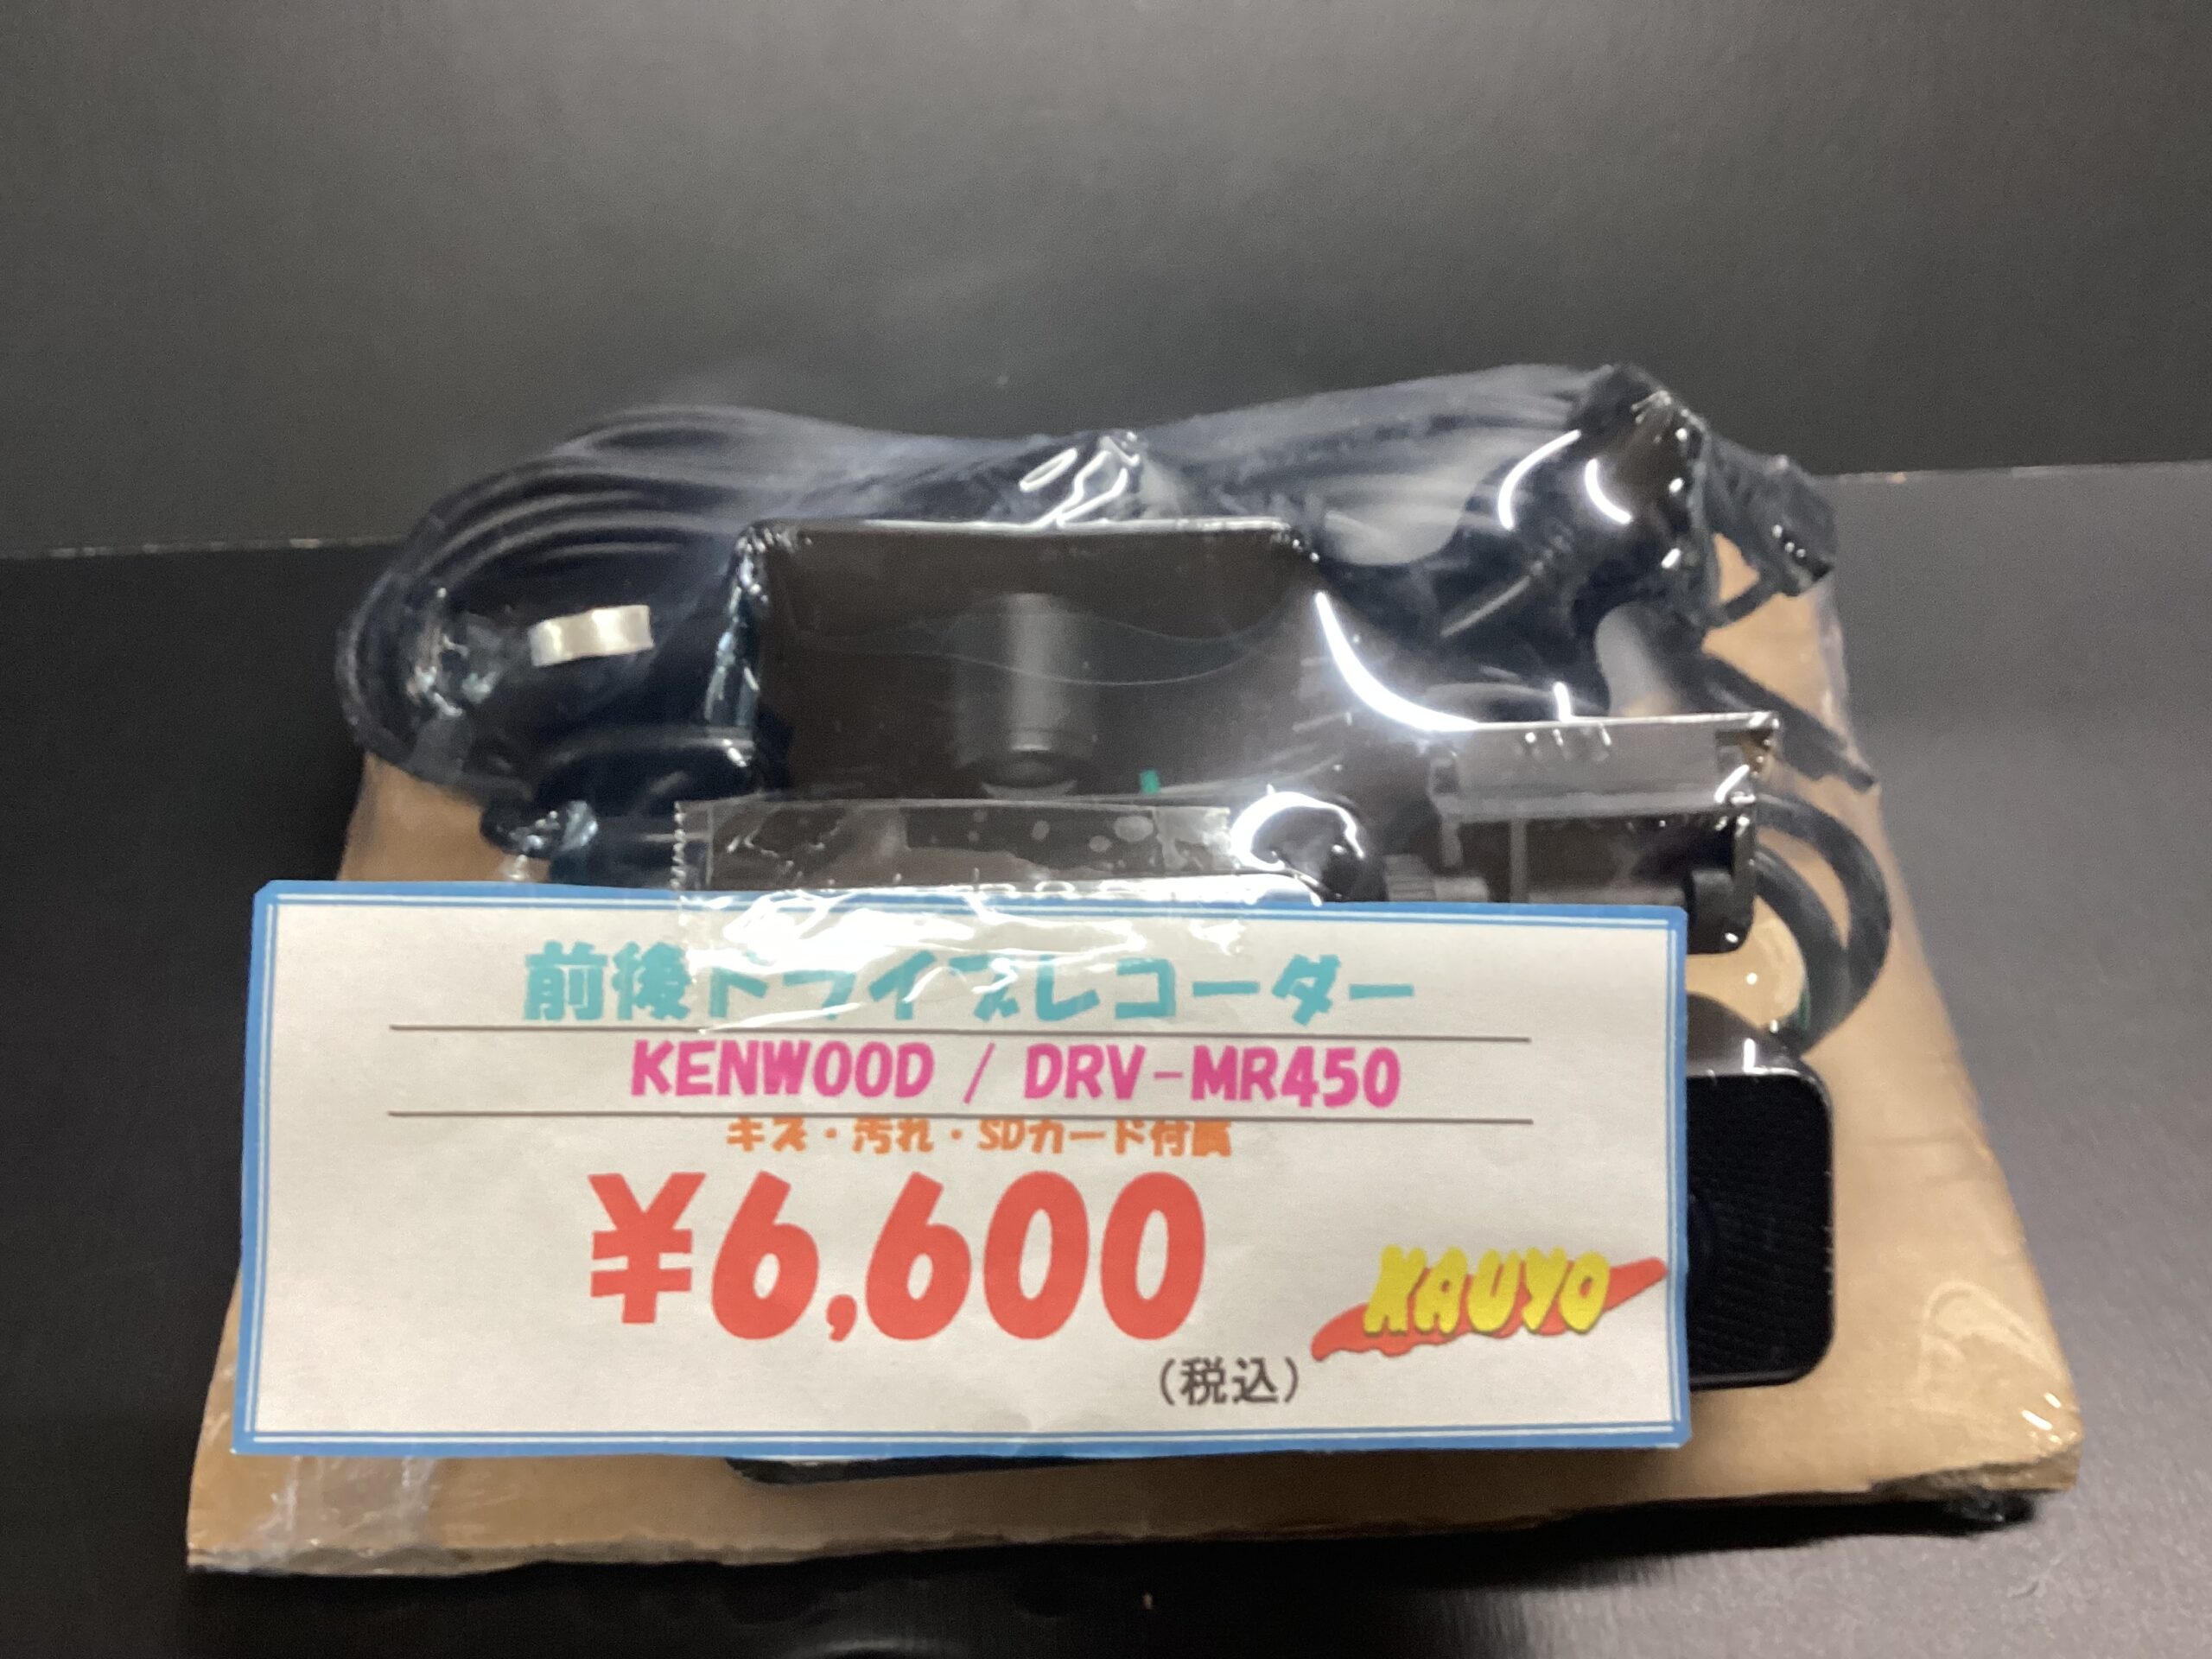 前後ドライブレコーダー
KENWOOD / DRV-MR450
キズ・汚れ・SDカード付属
¥6,600
(税込)
KAUYO